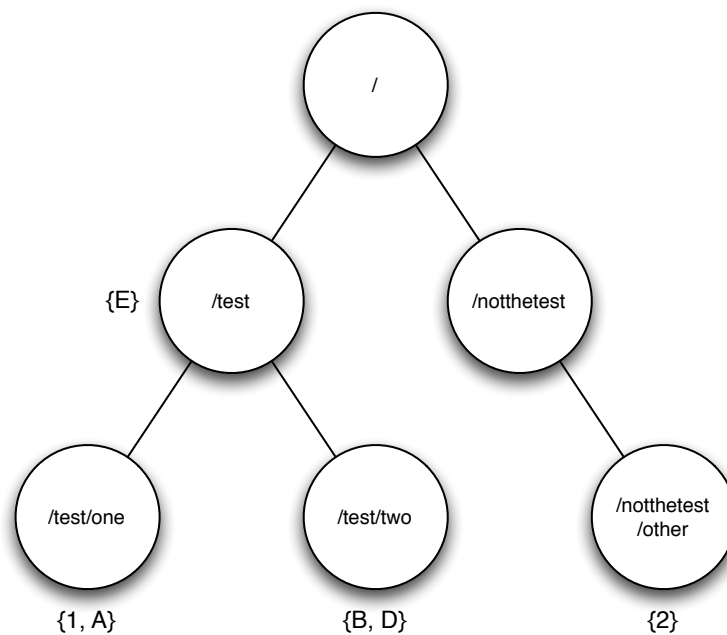 /
{E}
/test
/notthetest
/test/one
/test/two
/notthetest
/other
{1, A}
{B, D}
{2}